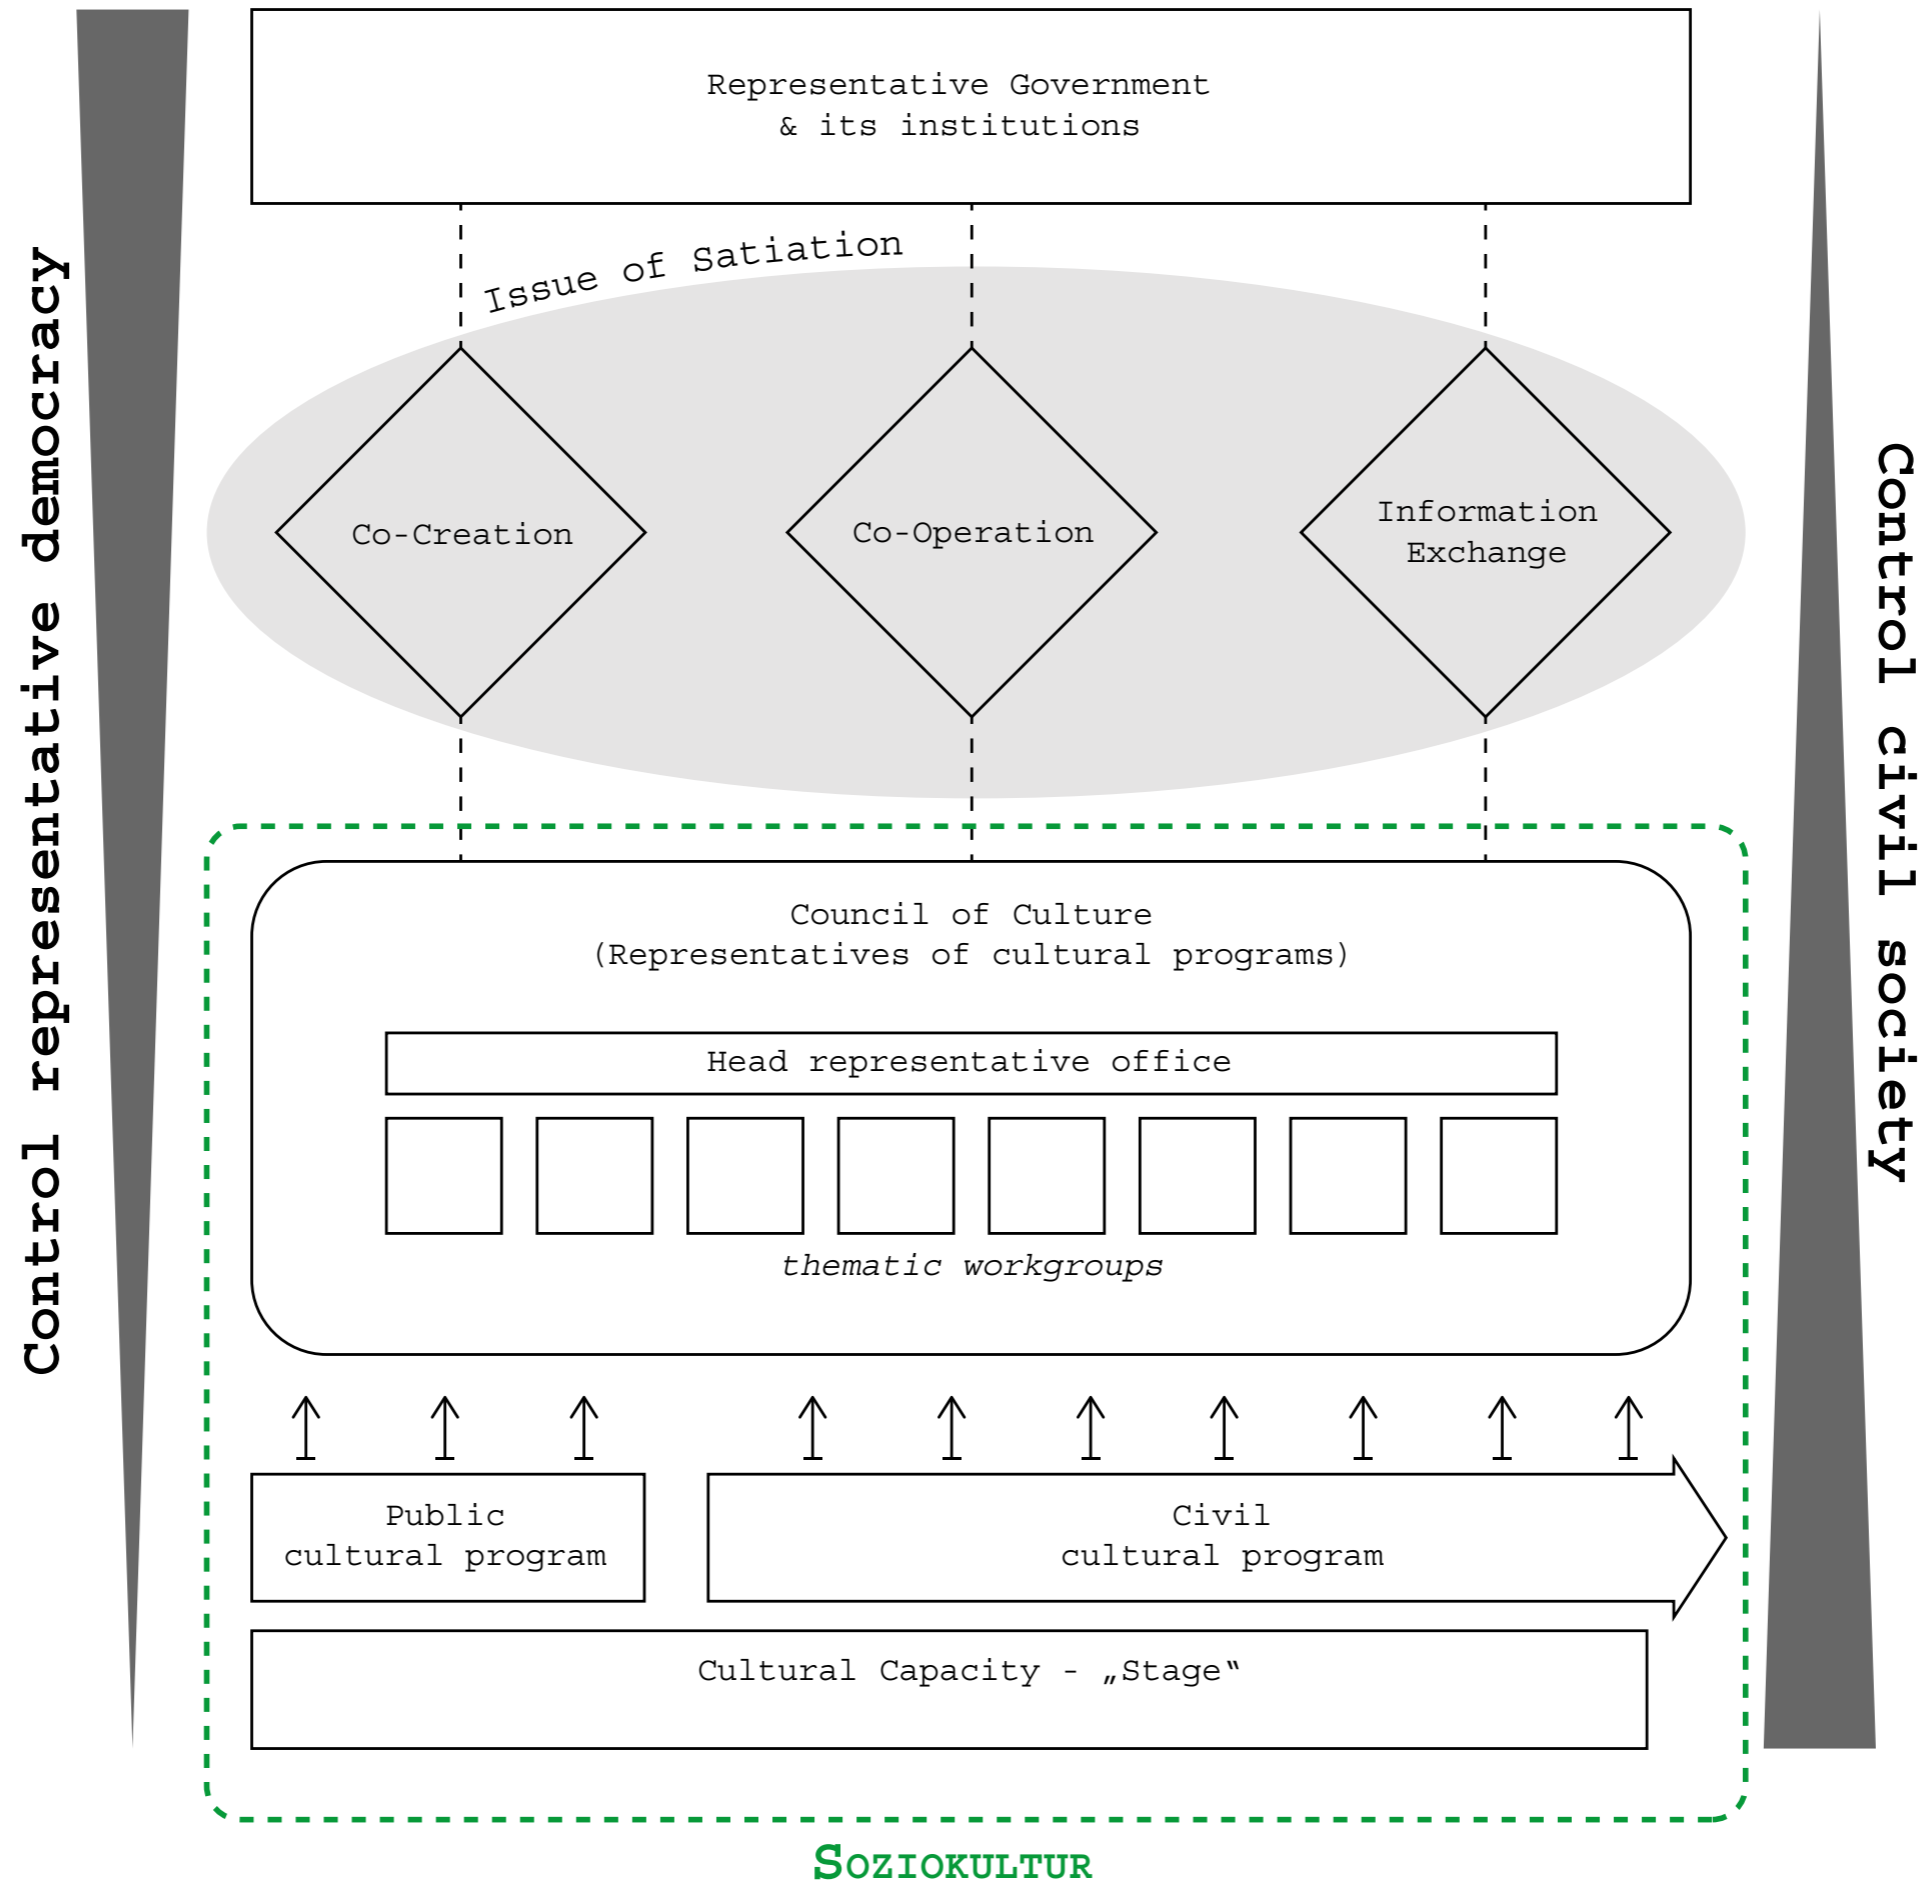 Representative Government
& its institutions
Control representative democracy
Control civil society
Issue of Satiation
Co-Creation
Co-Operation
Information
Exchange
Council of Culture
(Representatives of cultural programs)
Head representative office
thematic workgroups
Public
cultural program
Civil
cultural program
Cultural Capacity - „Stage“
SOZIOKULTUR